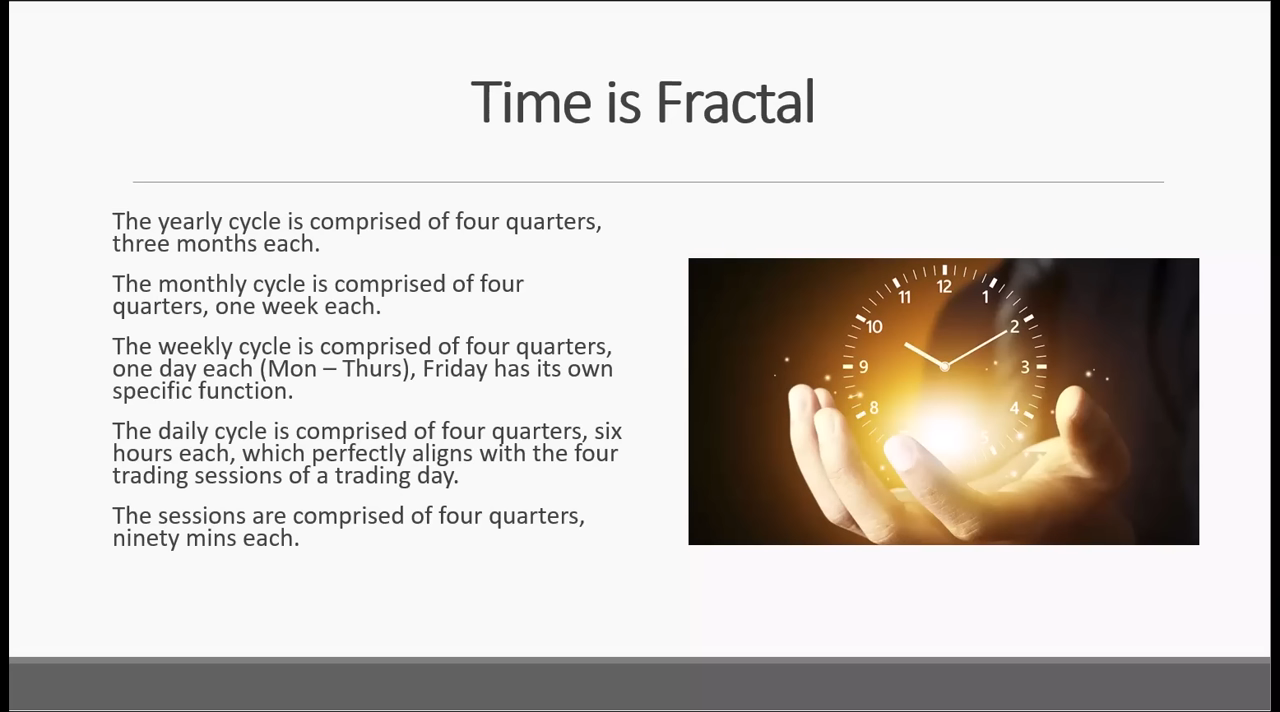 Time is Fractal
The yearly cycle is comprised of four quarters,
three months each.
The monthly cycle is comprised of four
quarters, one week each.
The weekly cycle is comprised of four quarters,
one day each (Mon – Thurs), Friday has its own
specific function.
The daily cycle is comprised of four quarters, six
hours each, which perfectly aligns with the four
trading sessions of a trading day.
The sessions are comprised of four quarters,
ninety mins each.
12
11
1
10
2
9
3
8
4